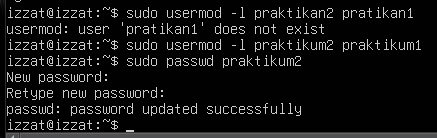 izzat@izzat:~$ sudo usermod -l praktikan2 pratikan1
usermod: user 'pratikan1' does not exist
izzat@izzat:~$ sudo usermod -l praktikum2 praktikum1
izzat@izzat:~$ sudo passwd praktikum2
New password:
Retype new password:
passwd: password updated successfully
izzat@izzat:~$ _